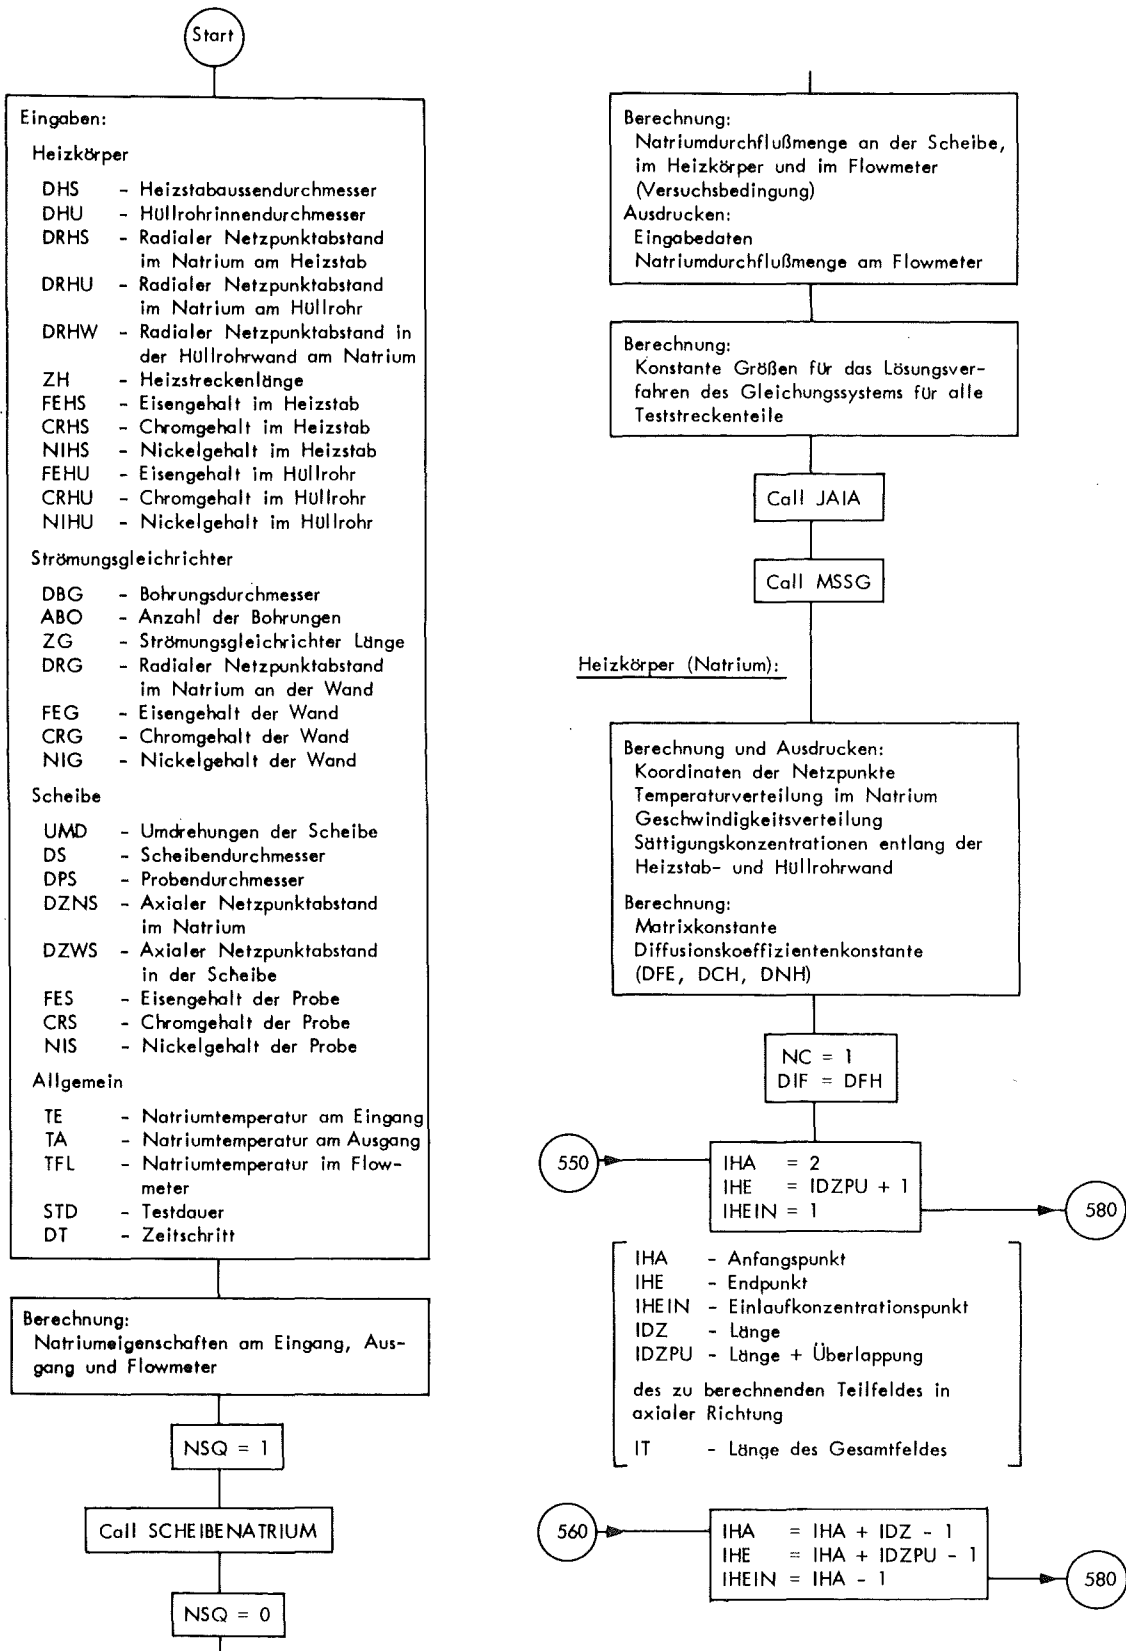 Start
Eingaben:
Heizkörper
DHS - Heizstabaussendurchmesser
DHU - Hüllrohrinnendurchmesser
DRHS - Radialer Netzpunktabstand
im Natrium am Heizstab
DRHU - Radialer Netzpunktabstand
im Natrium am Hüllrohr
DRHW - Radialer Netzpunktabstand in
der Hüllrohrwand am Natrium
ZH - Heizstreckenlänge
FEHS - Eisengehalt im Heizstab
CRHS - Chromgehalt im Heizstab
NIHS - Nickelgehalt im Heizstab
FEHU - Eisengehalt im Hüllrohr
CRHU - Chromgehalt im Hüllrohr
NIHU - Nickelgehalt im Hüllrohr
Strömungsgleichrichter
DBG - Bohrungsdurchmesser
ABO - Anzahl der Bohrungen
ZG - Strömungsgleichrichter Länge
DRG - Radialer Netzpunktabstand
im Natrium an der Wand
FEG - Eisengehalt der Wand
CRG - Chromgehalt der Wand
NIG - Nickelgehalt der Wand
Scheibe
UMD - Umdrehungen der Scheibe
DS - Scheibendurchmesser
DPS - Probendurchmesser
DZNS - Axialer Netzpunktabstand
im Natrium
DZWS - Axialer Netzpunktabstand
in der Scheibe
FES - Eisengehalt der Probe
CRS - Chromgehalt der Probe
NIS - Nickelgehalt der Probe
Allgemein
TE - Natriumtemperatur am Eingang
TA - Natriumtemperatur am Ausgang
TFL - Natriumtemperatur im Flow-
meter
STD - Testdauer
DT - Zeitschritt
Berechnung:
Natriumeigenschaften am Eingang, Aus-
gang und Flowmeter
NSQ = 1
Call SCHEIBENATRIUM
NSQ = 0
Berechnung:
Natriumdurchflußmenge an der Scheibe,
im Heizkörper und im Flowmeter
(Versuchsbedingung)
Ausdrucken:
Eingabedaten
Natriumdurchflußmenge am Flowmeter
Berechnung:
Konstante Größen für das Lösungsver-
fahren des Gleichungssystems für alle
Teststreckenteile
Call JAIA
Call MSSG
Heizkörper (Natrium):
Berechnung und Ausdrucken:
Koordinaten der Netzpunkte
Temperaturverteilung im Natrium
Geschwindigkeitsverteilung
Sättigungskonzentrationen entlang der
Heizstab- und Hüllrohrwand
Berechnung:
Matrixkonstante
Diffusionskoeffizientenkonstante
(DFE, DCH, DNH)
NC = 1
DIF = DFH
550
IHA = 2
IHE = IDZPU + 1
IHEIN = 1
580
IHA - Anfangspunkt
IHE - Endpunkt
IHEIN - Einlaufkonzentrationspunkt
IDZ - Länge
IDZPU - Länge + Überlappung
des zu berechnenden Teilfeldes in
axialer Richtung
IT - Länge des Gesamtfeldes
560
IHA = IHA + IDZ - 1
IHE = IHA + IDZPU - 1
IHEIN = IHA - 1
580